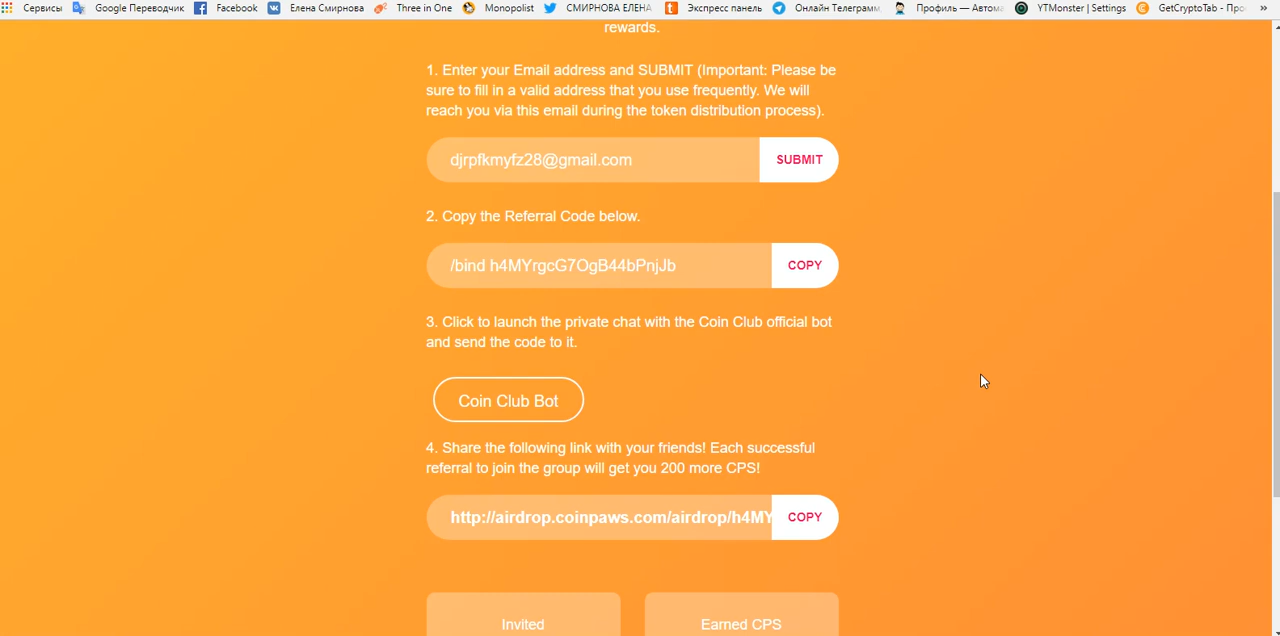 Сервисы Google Переводчик Facebook Елена Смирнова Three in One Monopolist СМИРНОВА ЕЛЕНА Экспресс панель Онлайн Телеграмм Профиль — Автома YTMonster | Settings GetCryptoTab - Про »
rewards.
1. Enter your Email address and SUBMIT (Important: Please be
sure to fill in a valid address that you use frequently. We will
reach you via this email during the token distribution process).
djrpfkmyfz28@gmail.com SUBMIT
2. Copy the Referral Code below.
/bind h4MYrgcG7OgB44bPnjJb COPY
3. Click to launch the private chat with the Coin Club official bot
and send the code to it.
Coin Club Bot
4. Share the following link with your friends! Each successful
referral to join the group will get you 200 more CPS!
http://airdrop.coinpaws.com/airdrop/h4MY COPY
Invited Earned CPS